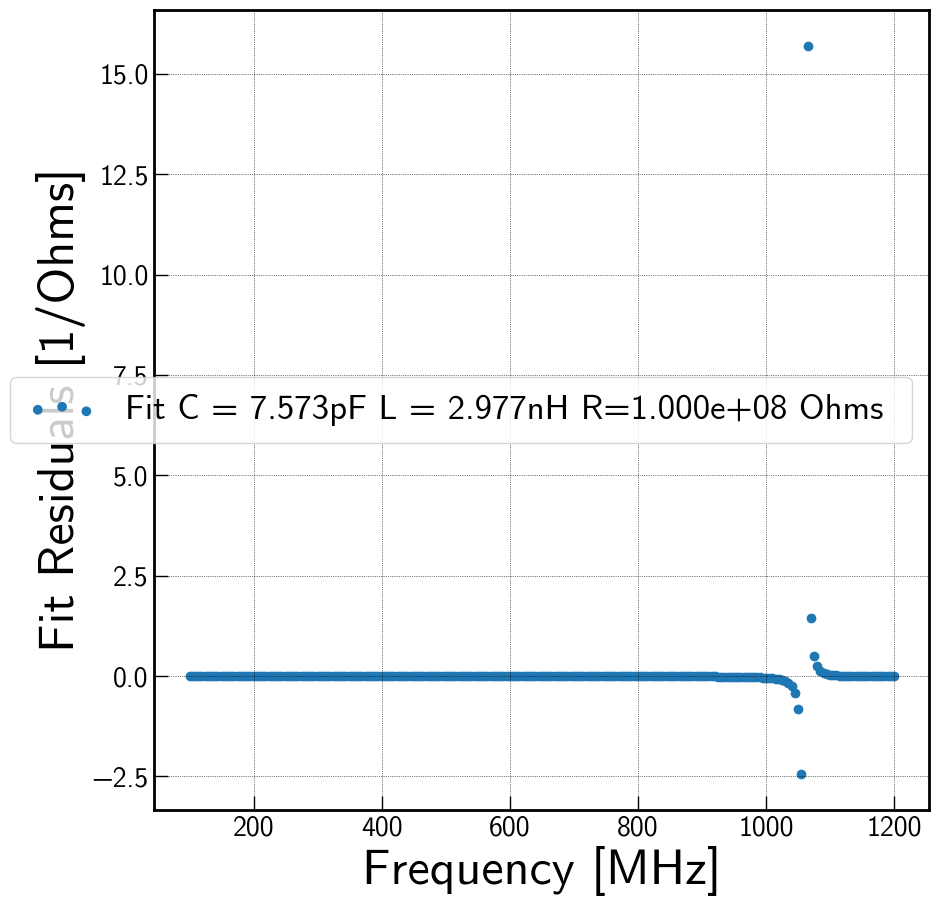 15.0
12.5
10.0
7.5
5.0
2.5
0.0
−2.5
Fit Residuals [1/Ohms]
Fit C = 7.573pF L = 2.977nH R=1.000e+08 Ohms
200 400 600 800 1000 1200
Frequency [MHz]